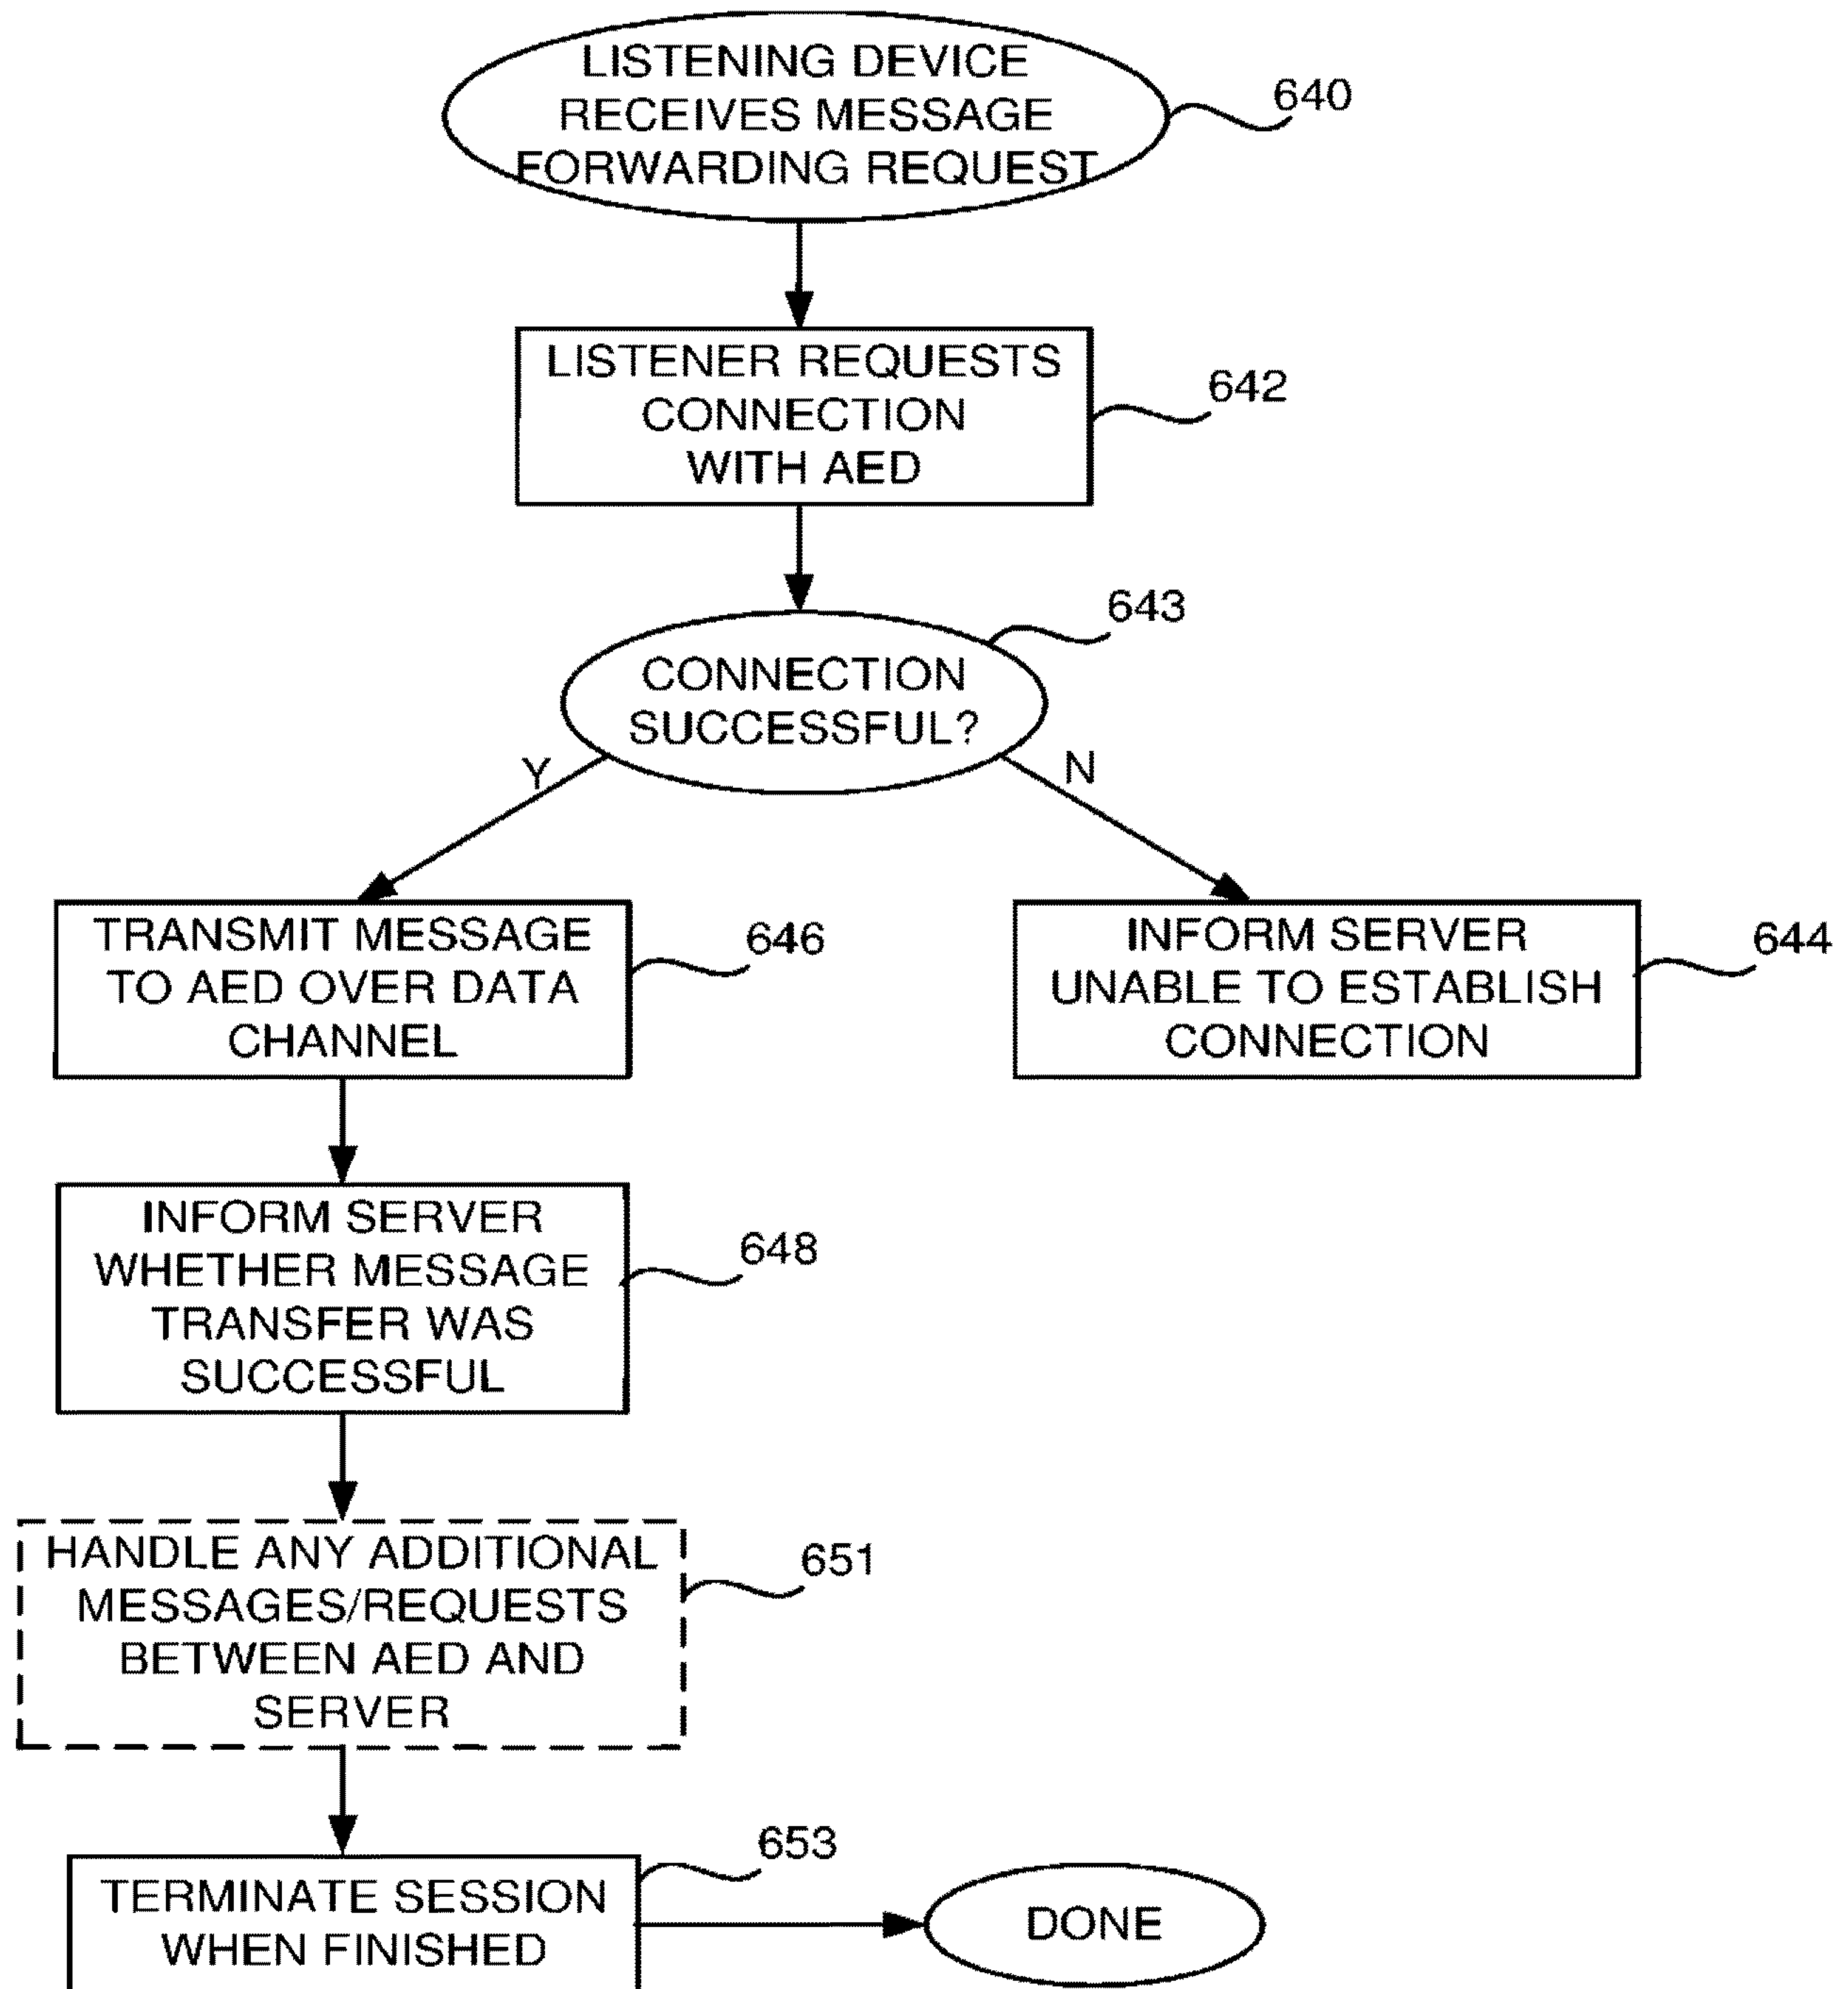 LISTENING DEVICE
RECEIVES MESSAGE
FORWARDING REQUEST
640
LISTENER REQUESTS
CONNECTION
WITH AED
642
643
CONNECTION
SUCCESSFUL?
Y
N
TRANSMIT MESSAGE
TO AED OVER DATA
CHANNEL
646
INFORM SERVER
UNABLE TO ESTABLISH
CONNECTION
644
INFORM SERVER
WHETHER MESSAGE
TRANSFER WAS
SUCCESSFUL
648
HANDLE ANY ADDITIONAL
MESSAGES/REQUESTS
BETWEEN AED AND
SERVER
651
653
TERMINATE SESSION
WHEN FINISHED
DONE